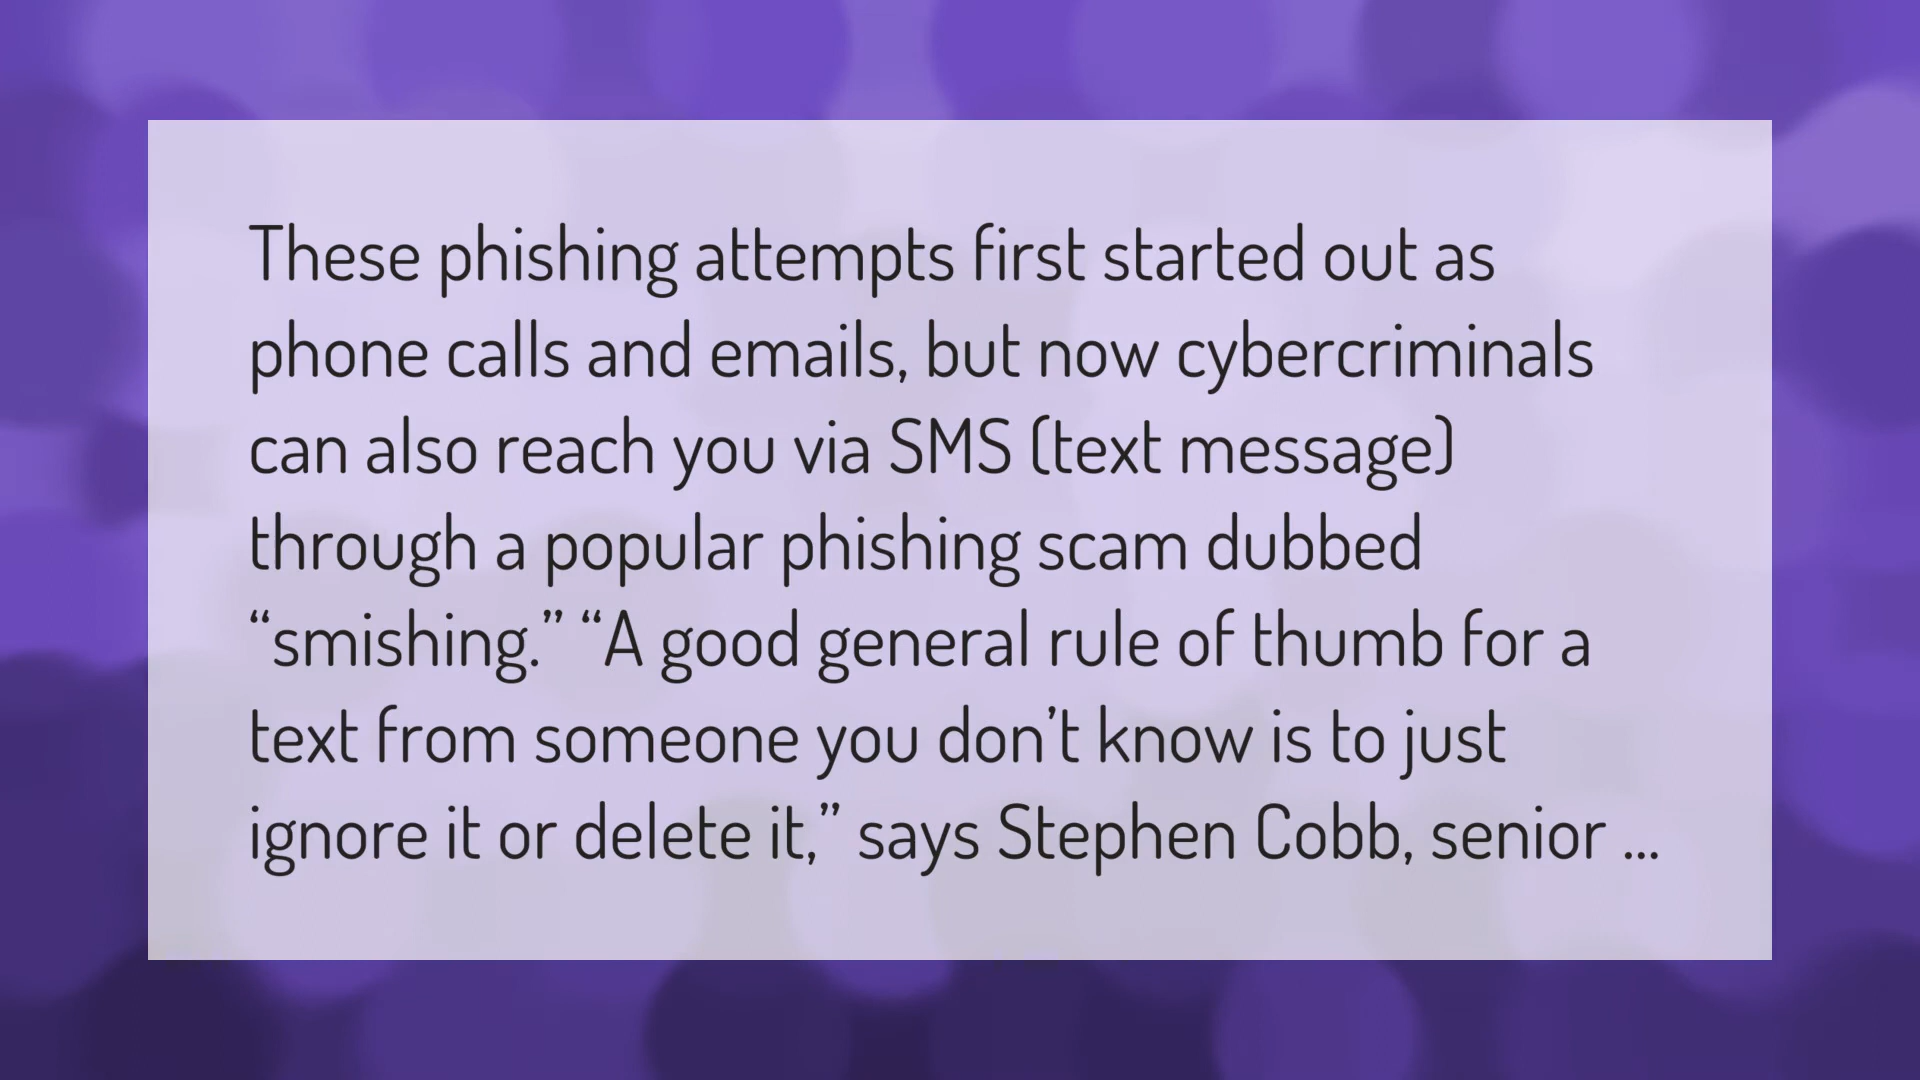 These phishing attempts first started out as
phone calls and emails, but now cybercriminals
can also reach you via SMS (text message)
through a popular phishing scam dubbed
“smishing.” “A good general rule of thumb for a
text from someone you don’t know is to just
ignore it or delete it,” says Stephen Cobb, senior ...